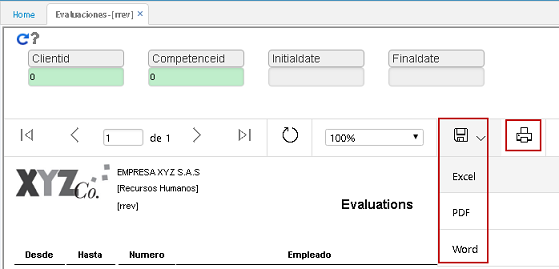 Home
Evaluaciones-[rrev] ×
?
Clientid Competenceid Initialdate Finaldate
0 0
1 de 1 100%
Excel
PDF
Word
XYZ Co.
EMPRESA XYZ S.A.S
[Recursos Humanos]
[rrev]
Evaluations
Desde Hasta Numero Empleado